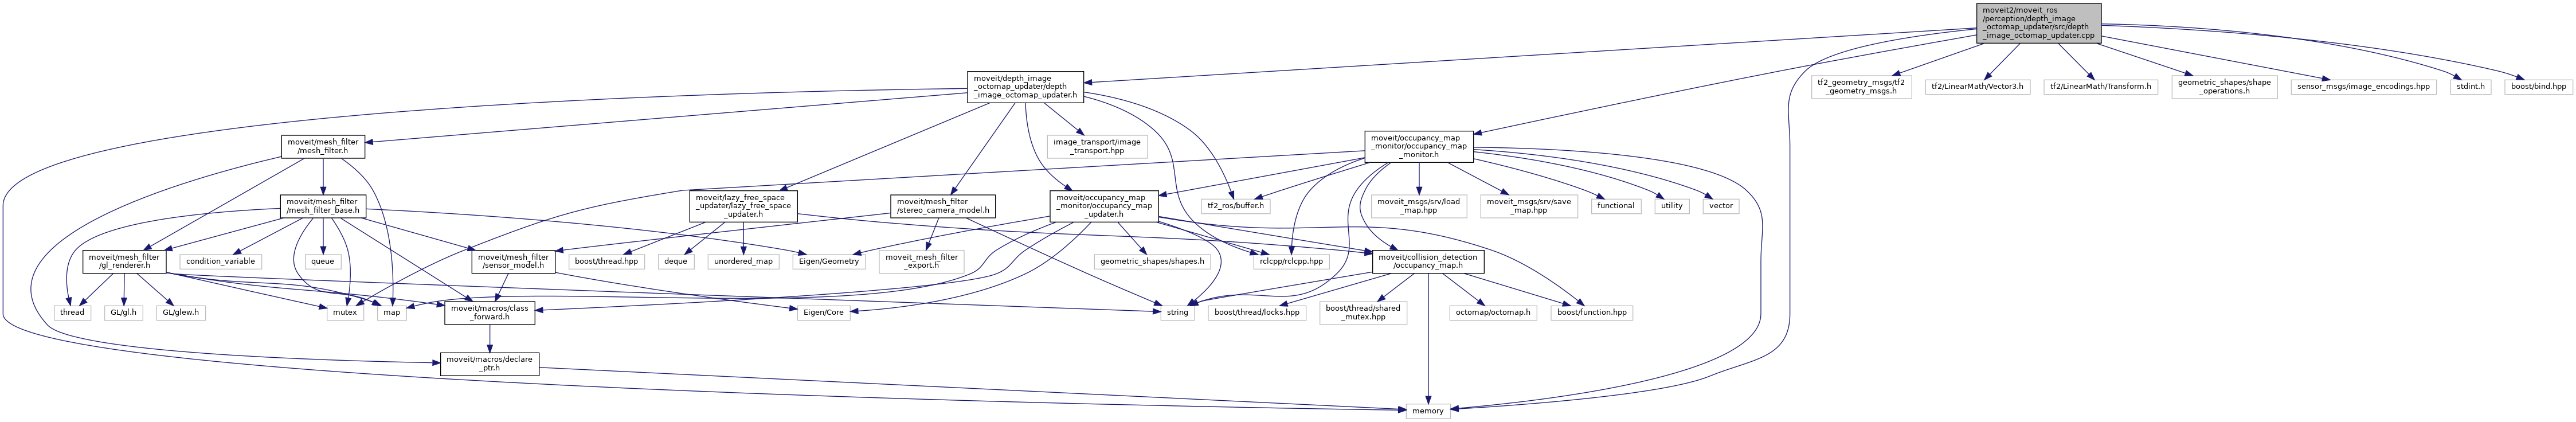 moveit2/moveit_ros
/perception/depth_image
_octomap_updater/src/depth
_image_octomap_updater.cpp
moveit/depth_image
_octomap_updater/depth
_image_octomap_updater.h
tf2_geometry_msgs/tf2
_geometry_msgs.h
tf2/LinearMath/Vector3.h
tf2/LinearMath/Transform.h
geometric_shapes/shape
_operations.h
sensor_msgs/image_encodings.hpp
stdint.h
boost/bind.hpp
moveit/mesh_filter
/mesh_filter.h
image_transport/image
_transport.hpp
moveit/occupancy_map
_monitor/occupancy_map
_monitor.h
moveit/mesh_filter
/mesh_filter_base.h
moveit/lazy_free_space
_updater/lazy_free_space
_updater.h
moveit/mesh_filter
/stereo_camera_model.h
moveit/occupancy_map
_monitor/occupancy_map
_updater.h
tf2_ros/buffer.h
moveit_msgs/srv/load
_map.hpp
moveit_msgs/srv/save
_map.hpp
functional
utility
vector
moveit/mesh_filter
/gl_renderer.h
condition_variable
queue
moveit/mesh_filter
/sensor_model.h
boost/thread.hpp
deque
unordered_map
Eigen/Geometry
moveit_mesh_filter
_export.h
geometric_shapes/shapes.h
rclcpp/rclcpp.hpp
moveit/collision_detection
/occupancy_map.h
thread
GL/gl.h
GL/glew.h
mutex
map
moveit/macros/class
_forward.h
Eigen/Core
string
boost/thread/locks.hpp
boost/thread/shared
_mutex.hpp
octomap/octomap.h
boost/function.hpp
moveit/macros/declare
_ptr.h
memory